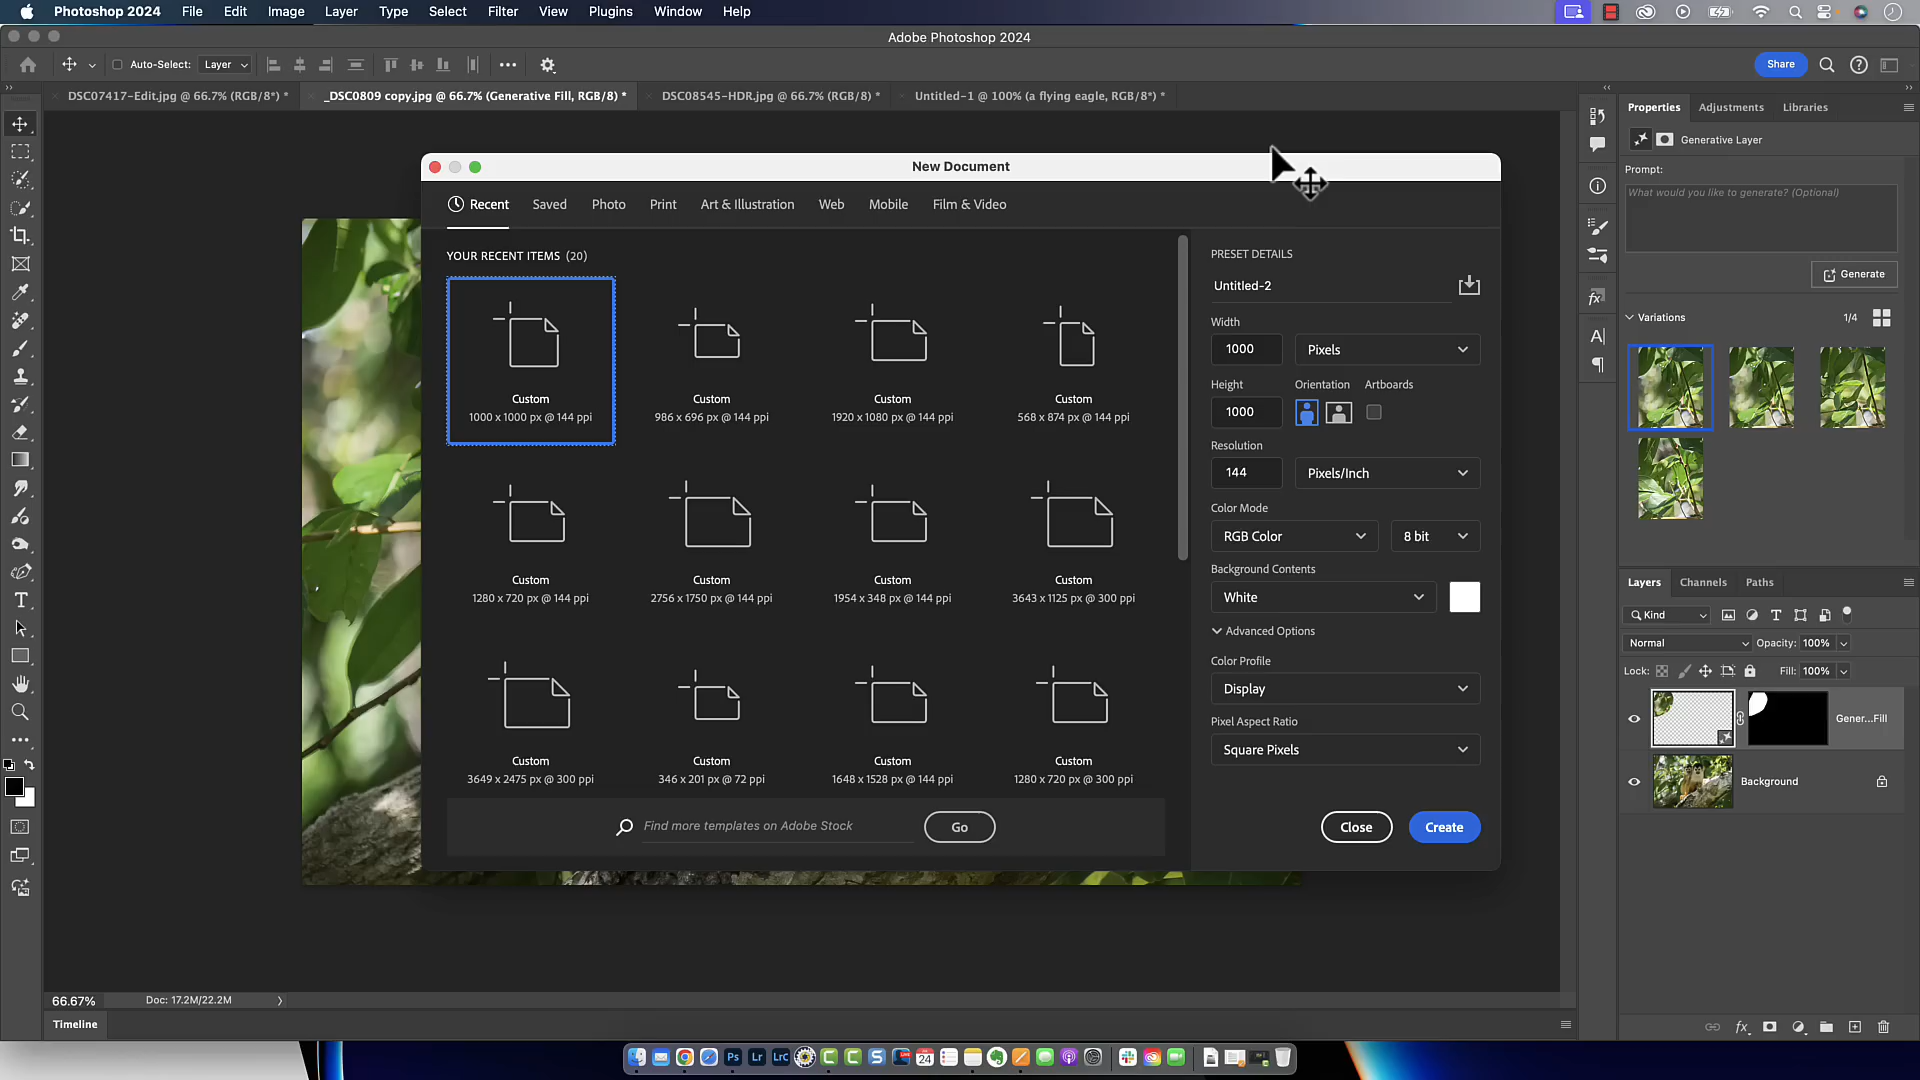 Photoshop 2024 File Edit Image Layer Type Select Filter View Plugins Window Help
Adobe Photoshop 2024
Auto-Select: Layer
Share
DSC07417-Edit.jpg @ 66.7% (RGB/8*) *
_DSC0809 copy.jpg @ 66.7% (Generative Fill, RGB/8) *
DSC08545-HDR.jpg @ 66.7% (RGB/8) *
Untitled-1 @ 100% (a flying eagle, RGB/8*) *
New Document
Recent Saved Photo Print Art & Illustration Web Mobile Film & Video
YOUR RECENT ITEMS (20)
Custom
1000 x 1000 px @ 144 ppi
Custom
986 x 696 px @ 144 ppi
Custom
1920 x 1080 px @ 144 ppi
Custom
568 x 874 px @ 144 ppi
Custom
1280 x 720 px @ 144 ppi
Custom
2756 x 1750 px @ 144 ppi
Custom
1954 x 348 px @ 144 ppi
Custom
3643 x 1125 px @ 300 ppi
Custom
3649 x 2475 px @ 300 ppi
Custom
346 x 201 px @ 72 ppi
Custom
1648 x 1528 px @ 144 ppi
Custom
1280 x 720 px @ 300 ppi
Find more templates on Adobe Stock
Go
PRESET DETAILS
Untitled-2
Width
1000 Pixels
Height Orientation Artboards
1000
Resolution
144 Pixels/Inch
Color Mode
RGB Color 8 bit
Background Contents
White
Advanced Options
Color Profile
Display
Pixel Aspect Ratio
Square Pixels
Close Create
Properties Adjustments Libraries
Generative Layer
Prompt:
What would you like to generate? (Optional)
Generate
Variations 1/4
Layers Channels Paths
Kind
Normal Opacity: 100%
Lock: Fill: 100%
Gener...Fill
Background
66.67% Doc: 17.2M/22.2M
Timeline
Ps Lr LrC
24